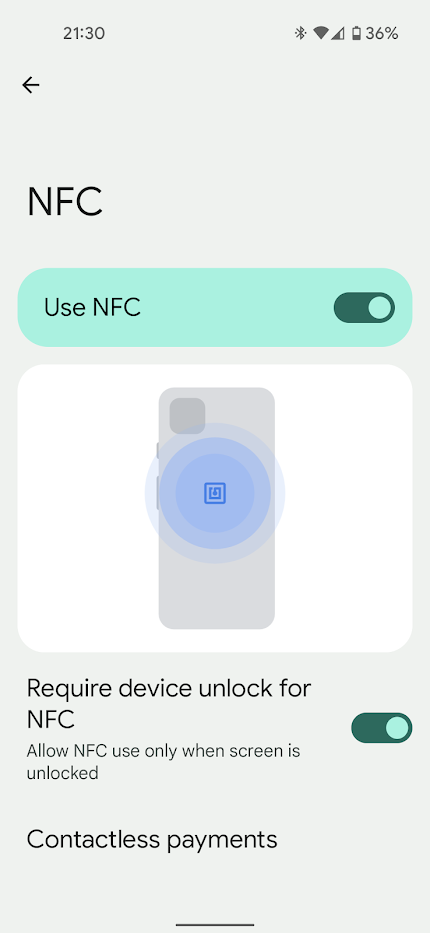 21:30
36%
NFC
Use NFC
Require device unlock for
NFC
Allow NFC use only when screen is
unlocked
Contactless payments